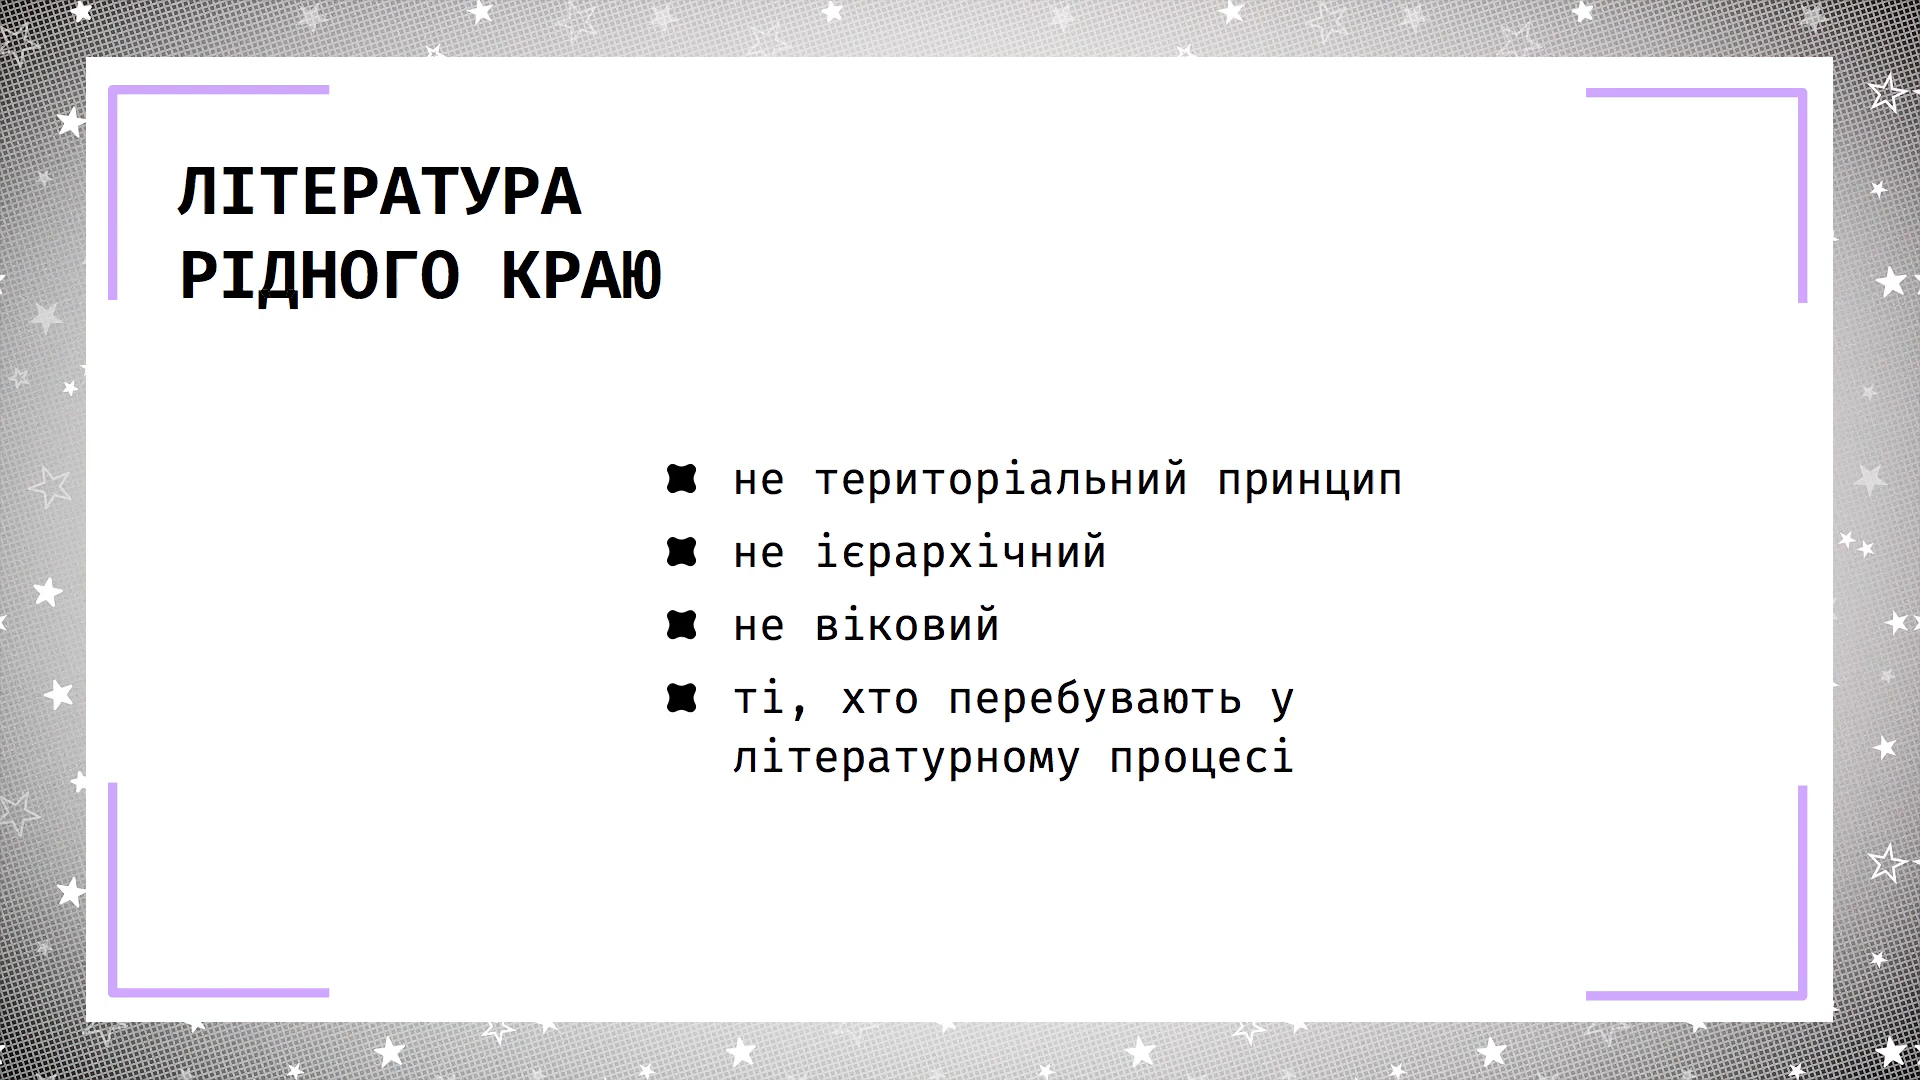 ЛІТЕРАТУРА
РІДНОГО КРАЮ
не територіальний принцип
не ієрархічний
не віковий
ті, хто перебувають у
літературному процесі